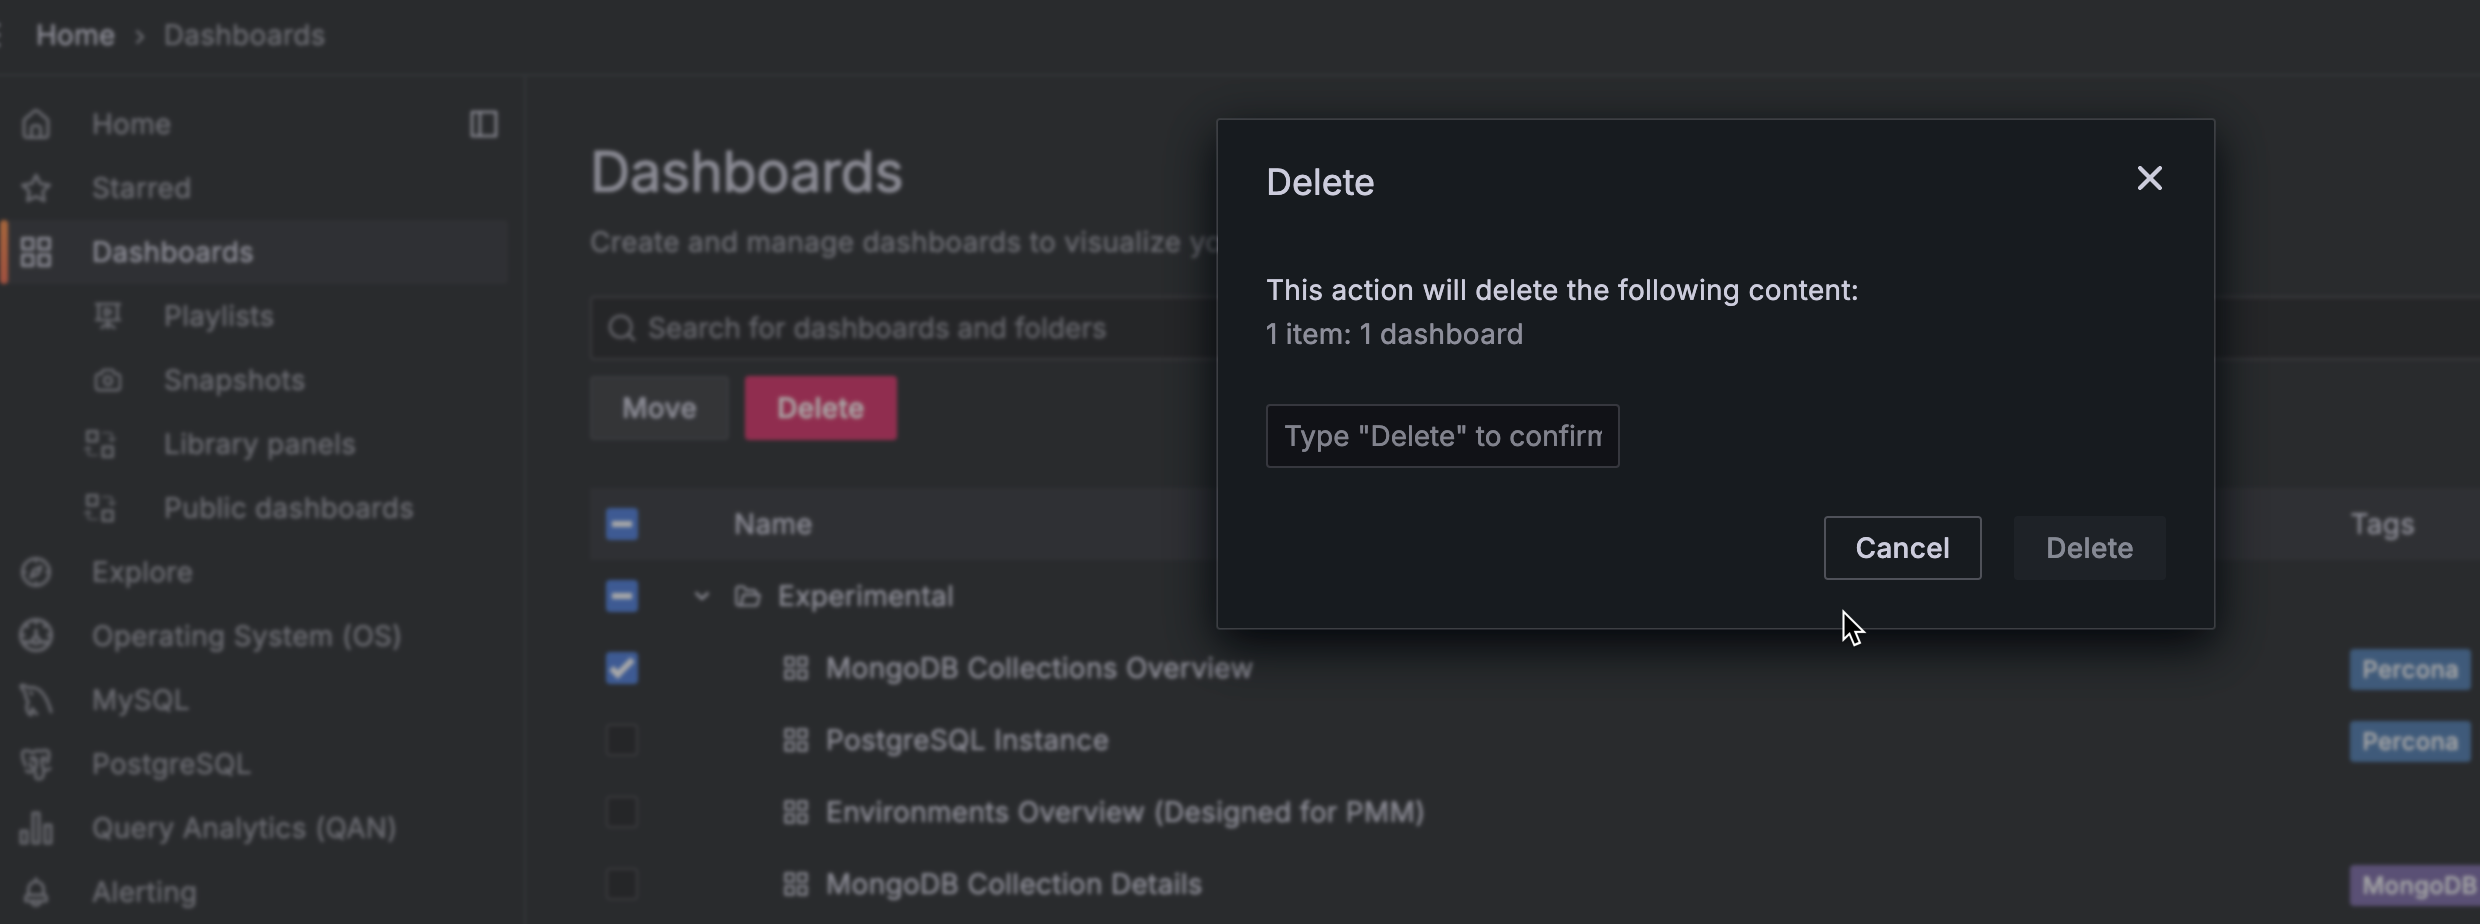 Home › Dashboards
Home
Starred
Dashboards
Playlists
Snapshots
Library panels
Public dashboards
Explore
Operating System (OS)
MySQL
PostgreSQL
Query Analytics (QAN)
Alerting
Dashboards
Create and manage dashboards to visualize
Search for dashboards and folders
Move Delete
Name Tags
Experimental
MongoDB Collections Overview Percona
PostgreSQL Instance Percona
Environments Overview (Designed for PMM)
MongoDB Collection Details MongoDB
Delete
This action will delete the following content:
1 item: 1 dashboard
Type "Delete" to confirm
Cancel Delete